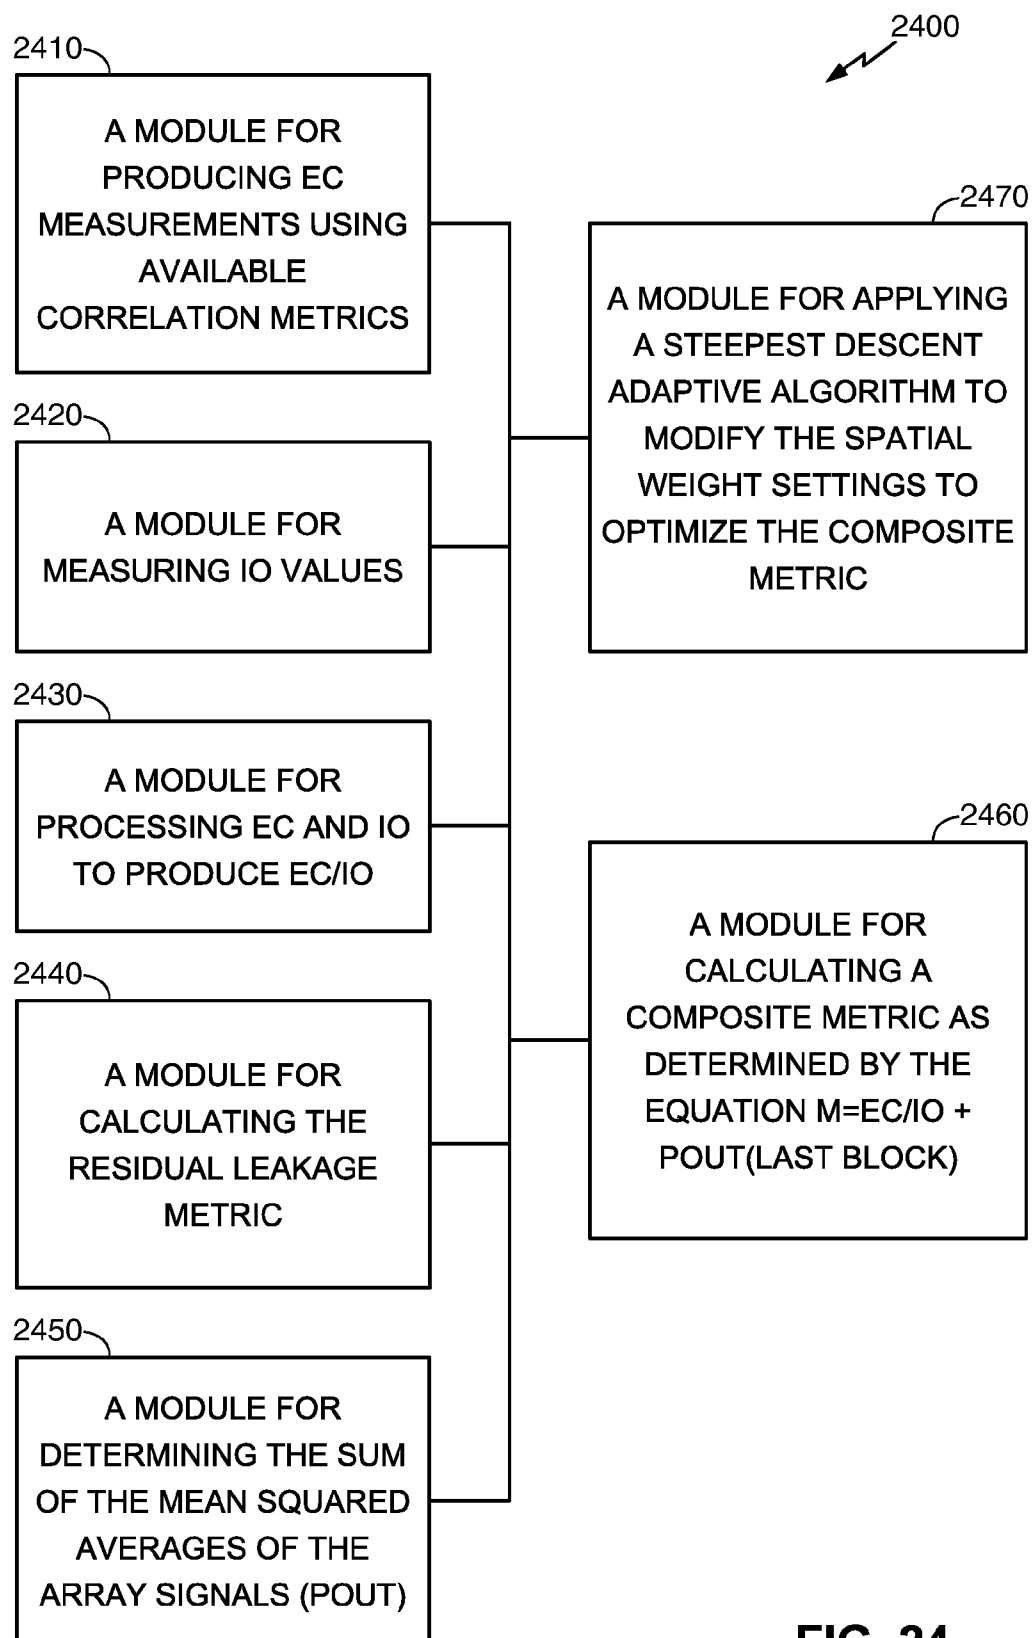 2400
2410
A MODULE FOR
PRODUCING EC
MEASUREMENTS USING
AVAILABLE
CORRELATION METRICS
2420
A MODULE FOR
MEASURING IO VALUES
2430
A MODULE FOR
PROCESSING EC AND IO
TO PRODUCE EC/IO
2440
A MODULE FOR
CALCULATING THE
RESIDUAL LEAKAGE
METRIC
2450
A MODULE FOR
DETERMINING THE SUM
OF THE MEAN SQUARED
AVERAGES OF THE
ARRAY SIGNALS (POUT)
2470
A MODULE FOR APPLYING
A STEEPEST DESCENT
ADAPTIVE ALGORITHM TO
MODIFY THE SPATIAL
WEIGHT SETTINGS TO
OPTIMIZE THE COMPOSITE
METRIC
2460
A MODULE FOR
CALCULATING A
COMPOSITE METRIC AS
DETERMINED BY THE
EQUATION M=EC/IO +
POUT(LAST BLOCK)
FIG. 24